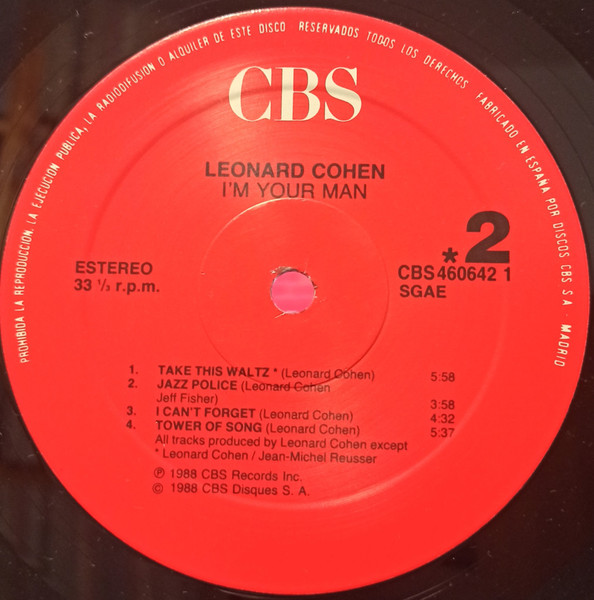 PROHIBIDA LA REPRODUCCION, LA EJECUCION PUBLICA, LA RADIODIFUSION O ALQUILER DE ESTE DISCO RESERVADOS TODOS LOS DERECHOS FABRICADO EN ESPAÑA POR DISCOS CBS S.A. MADRID
CBS
LEONARD COHEN
I'M YOUR MAN
*2
ESTEREO
33 ⅓ r.p.m.
CBS 460642 1
SGAE
1. TAKE THIS WALTZ * (Leonard Cohen) 5:58
2. JAZZ POLICE (Leonard Cohen
Jeff Fisher) 3:58
3. I CAN'T FORGET (Leonard Cohen) 4:32
4. TOWER OF SONG (Leonard Cohen) 5:37
All tracks produced by Leonard Cohen except
* Leonard Cohen / Jean-Michel Reusser
℗ 1988 CBS Records Inc.
© 1988 CBS Disques S. A.